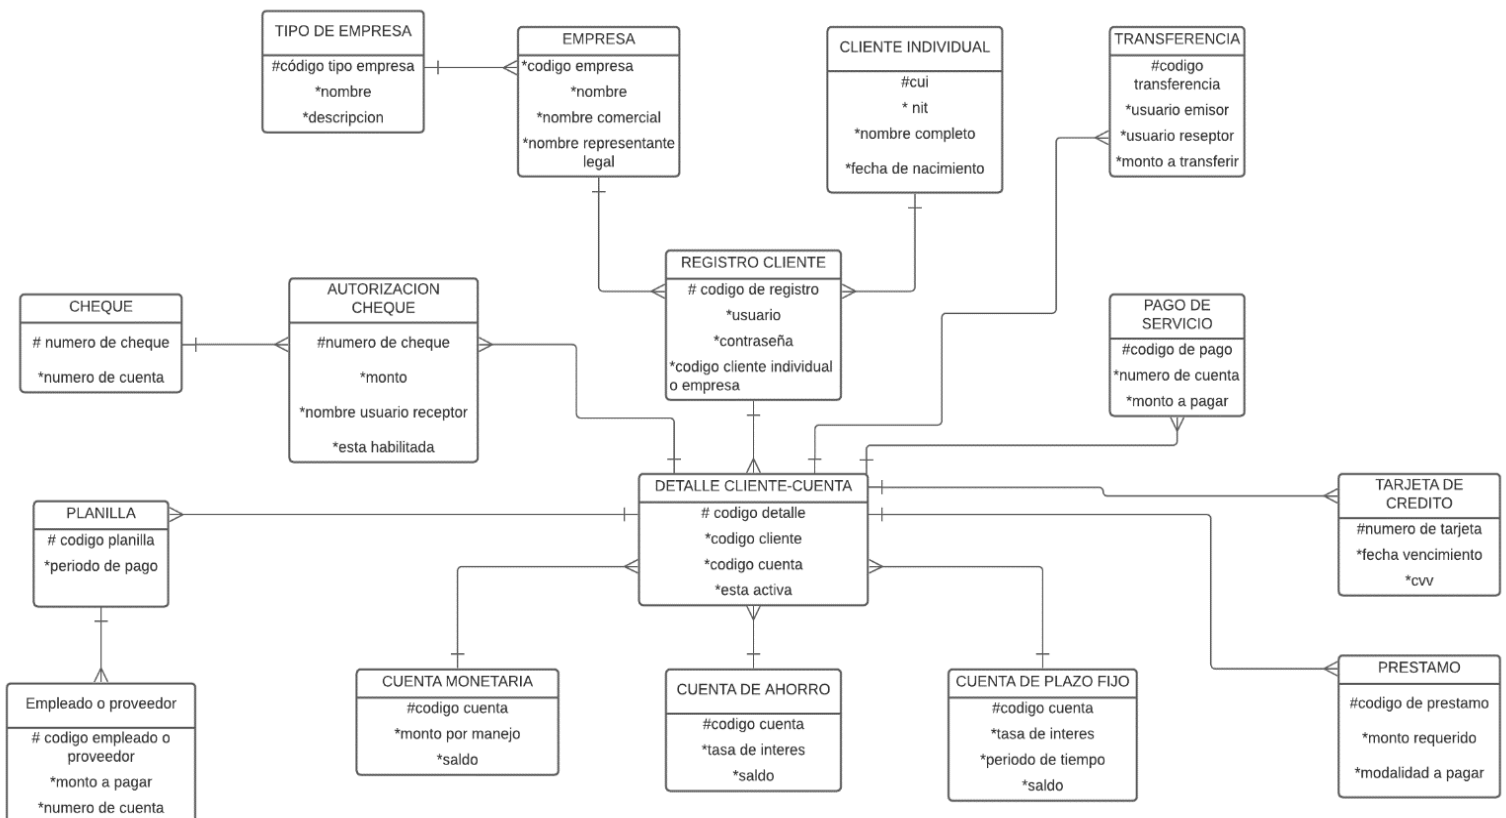 TIPO DE EMPRESA
#código tipo empresa
*nombre
*descripcion
EMPRESA
*codigo empresa
*nombre
*nombre comercial
*nombre representante
legal
CLIENTE INDIVIDUAL
#cui
* nit
*nombre completo
*fecha de nacimiento
TRANSFERENCIA
#codigo
transferencia
*usuario emisor
*usuario reseptor
*monto a transferir
REGISTRO CLIENTE
# codigo de registro
*usuario
*contraseña
*codigo cliente individual
o empresa
CHEQUE
# numero de cheque
*numero de cuenta
AUTORIZACION
CHEQUE
#numero de cheque
*monto
*nombre usuario receptor
*esta habilitada
PAGO DE
SERVICIO
#codigo de pago
*numero de cuenta
*monto a pagar
PLANILLA
# codigo planilla
*periodo de pago
DETALLE CLIENTE-CUENTA
# codigo detalle
*codigo cliente
*codigo cuenta
*esta activa
TARJETA DE
CREDITO
#numero de tarjeta
*fecha vencimiento
*cvv
Empleado o proveedor
# codigo empleado o
proveedor
*monto a pagar
*numero de cuenta
CUENTA MONETARIA
#codigo cuenta
*monto por manejo
*saldo
CUENTA DE AHORRO
#codigo cuenta
*tasa de interes
*saldo
CUENTA DE PLAZO FIJO
#codigo cuenta
*tasa de interes
*periodo de tiempo
*saldo
PRESTAMO
#codigo de prestamo
*monto requerido
*modalidad a pagar